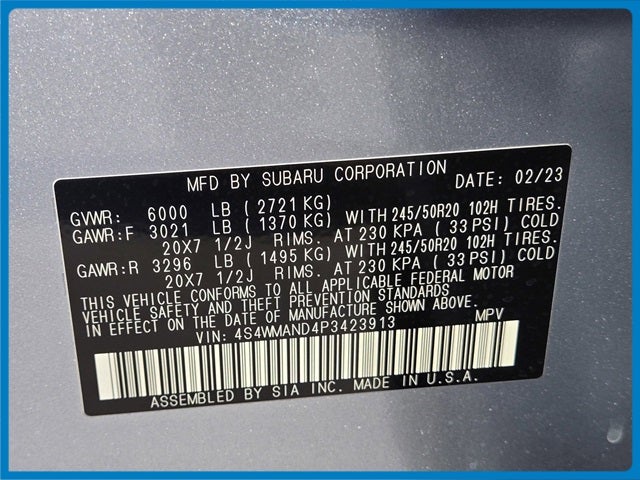 MFD BY SUBARU CORPORATION DATE: 02/23
GVWR: 6000 LB ( 2721 KG)
GAWR:F 3021 LB ( 1370 KG) WITH 245/50R20 102H TIRES.
20X7 1/2J RIMS. AT 230 KPA ( 33 PSI) COLD
GAWR:R 3296 LB ( 1495 KG) WITH 245/50R20 102H TIRES.
20X7 1/2J RIMS. AT 230 KPA ( 33 PSI) COLD
THIS VEHICLE CONFORMS TO ALL APPLICABLE FEDERAL MOTOR
VEHICLE SAFETY/THEFT PREVENTION STANDARDS
IN EFFECT ON THE DATE OF MANUFACTURE SHOWN ABOVE.
VIN: 4S4WMAND4P3423913 MPV
ASSEMBLED BY SIA INC. MADE IN U.S.A.